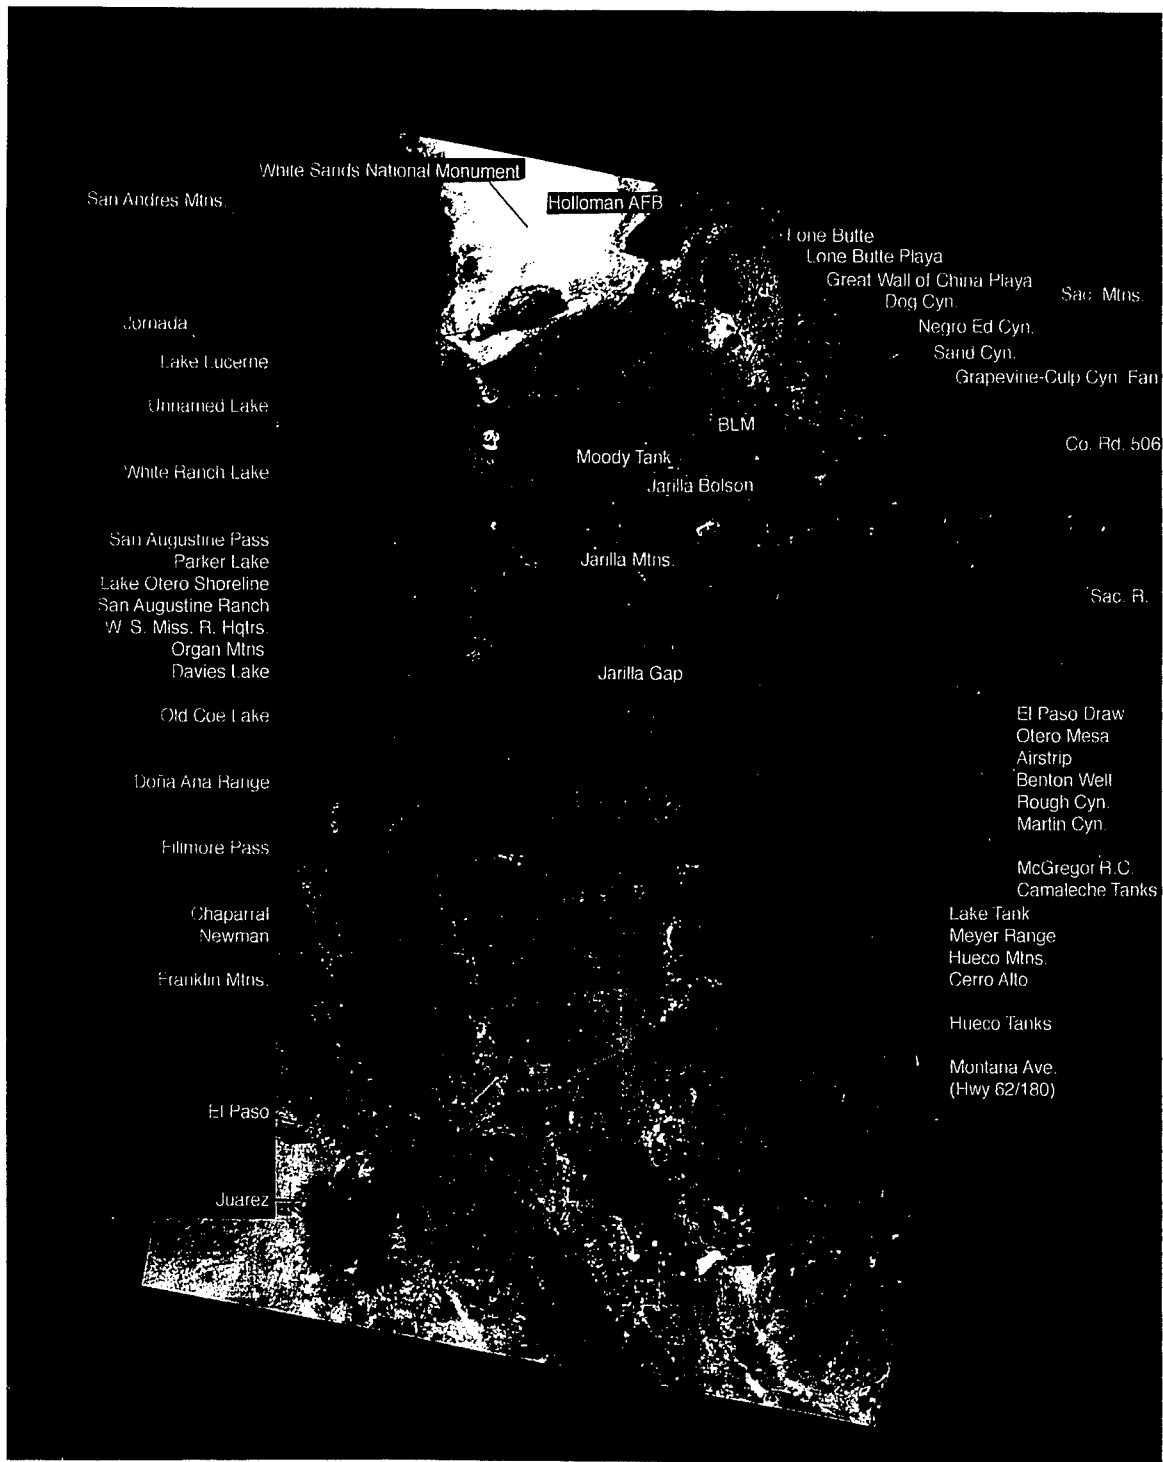 White Sands National Monument
San Andres Mtns.
Holloman AFB
Lone Butte
Lone Butte Playa
Great Wall of China Playa
Sac. Mtns.
Dog Cyn.
Jornada
Negro Ed Cyn.
Sand Cyn.
Lake Lucerne
Grapevine-Culp Cyn. Fan
Unnamed Lake
BLM
Co. Rd. 506
Moody Tank
White Ranch Lake
Jarilla Bolson
San Augustine Pass
Parker Lake
Jarilla Mtns.
Lake Otero Shoreline
San Augustine Ranch
Sac. R.
W. S. Miss. R. Hqtrs.
Organ Mtns
Davies Lake
Jarilla Gap
Old Coe Lake
El Paso Draw
Otero Mesa
Airstrip
Doña Ana Range
Benton Well
Rough Cyn.
Martin Cyn.
Fillmore Pass
McGregor R.C.
Camaleche Tanks
Chaparral
Lake Tank
Newman
Meyer Range
Hueco Mtns.
Franklin Mtns.
Cerro Alto
Hueco Tanks
Montana Ave.
(Hwy 62/180)
El Paso
Juarez